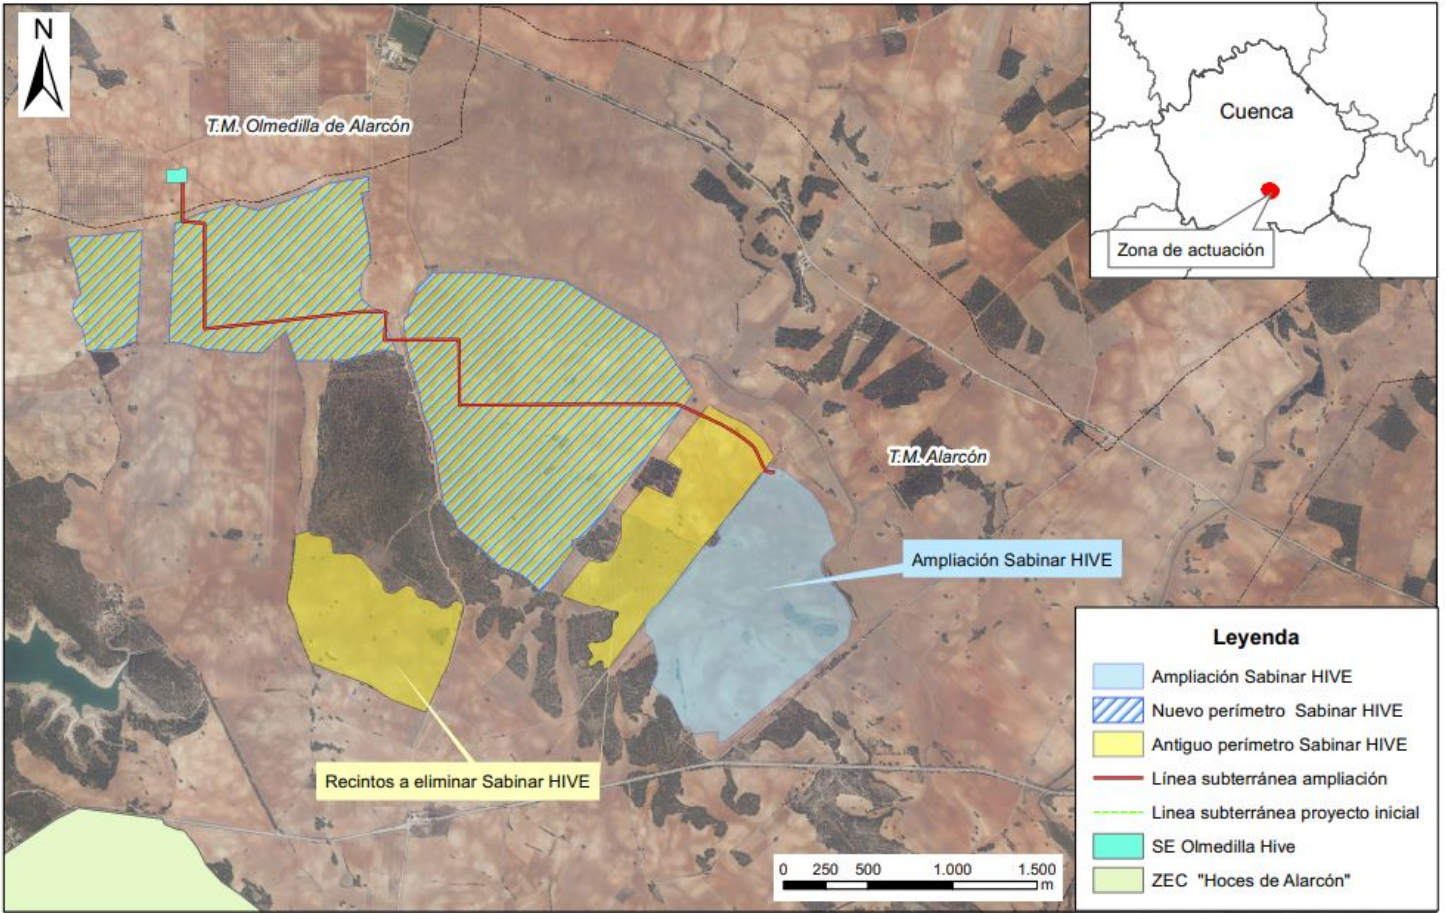 N
T.M. Olmedilla de Alarcón
Cuenca
Zona de actuación
T.M. Alarcón
Ampliación Sabinar HIVE
Recintos a eliminar Sabinar HIVE
Leyenda
Ampliación Sabinar HIVE
Nuevo perímetro Sabinar HIVE
Antiguo perímetro Sabinar HIVE
Línea subterránea ampliación
Linea subterránea proyecto inicial
SE Olmedilla Hive
ZEC "Hoces de Alarcón"
0 250 500 1.000 1.500
m